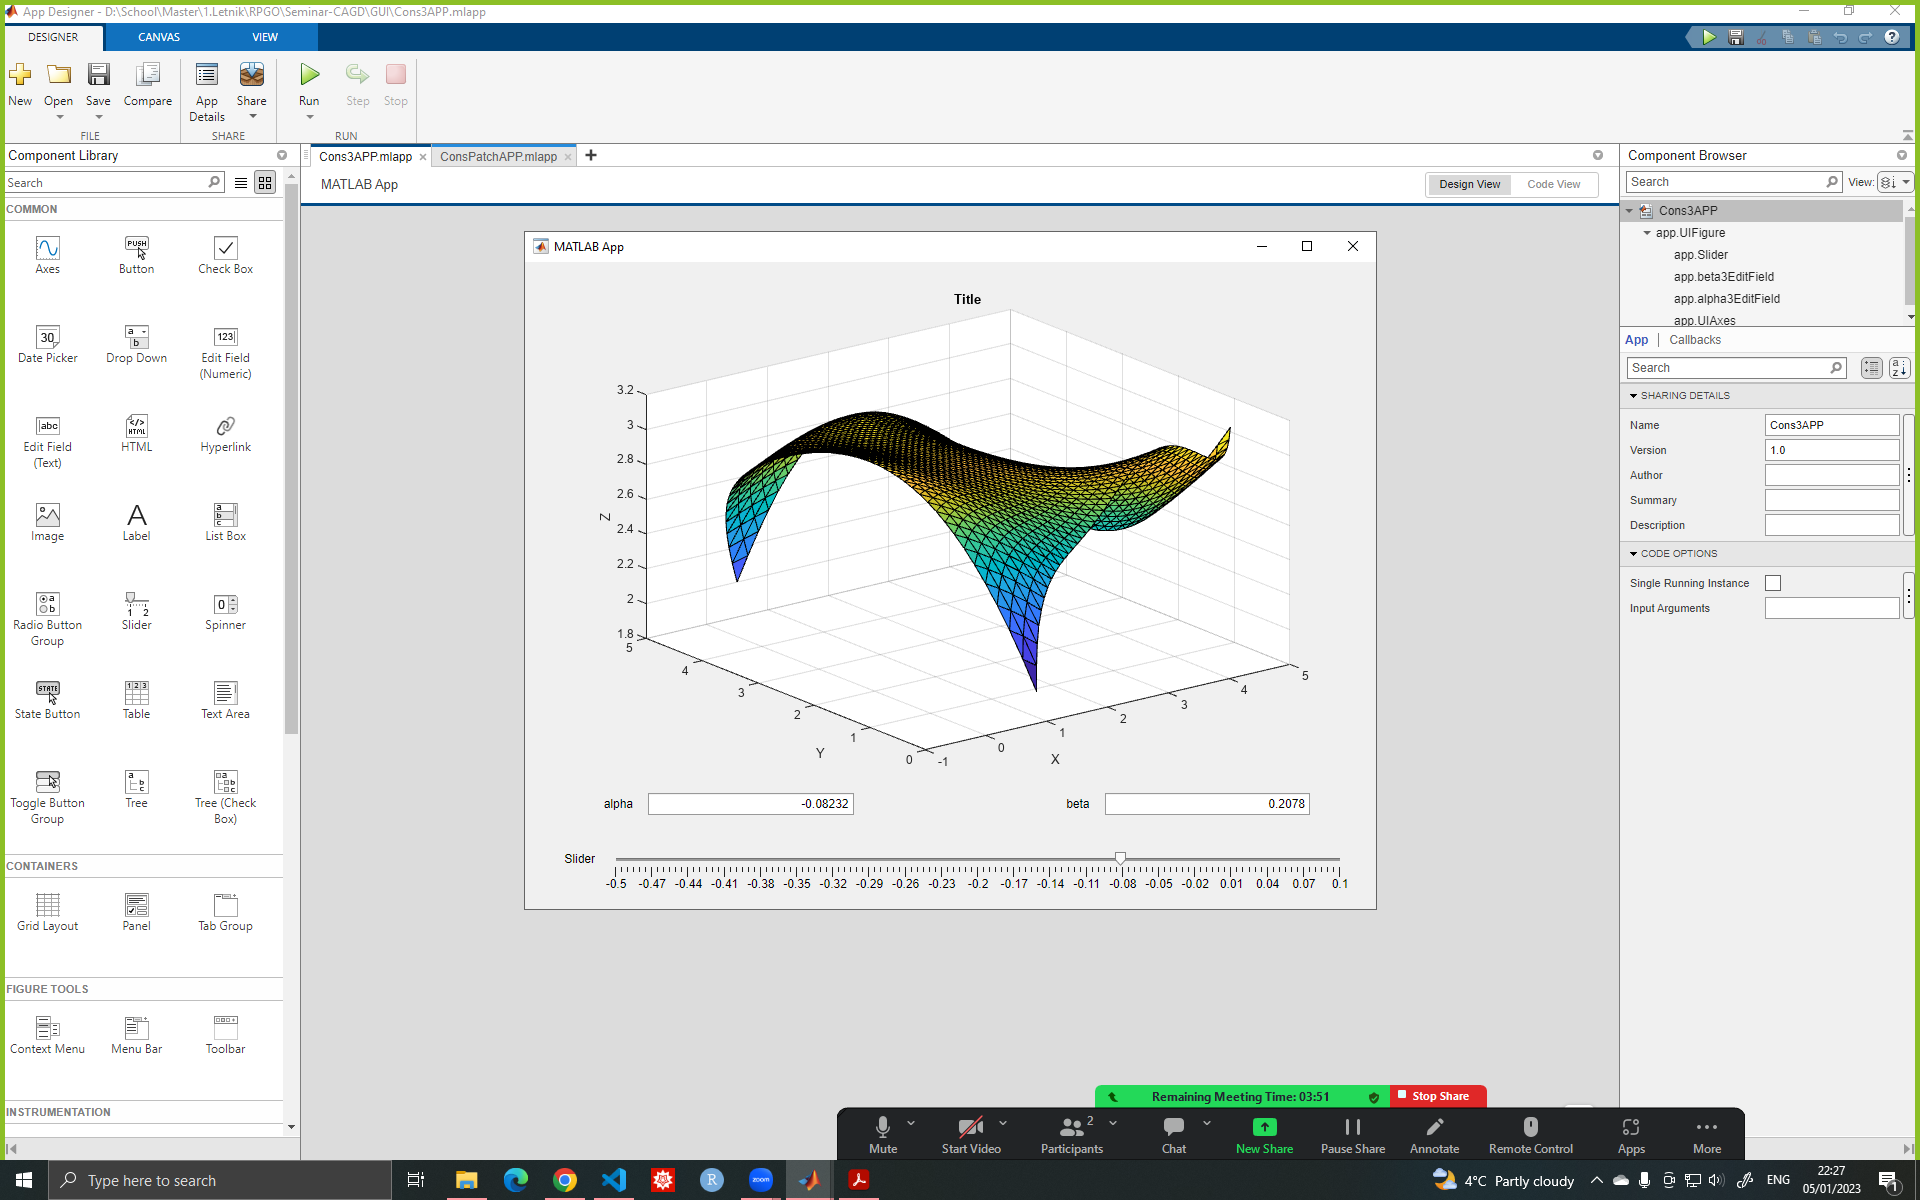 App Designer - D:\School\Master\1.Letnik\RPGO\Seminar-CAGD\GUI\Cons3APP.mlapp
DESIGNER CANVAS VIEW
New Open Save Compare App Details Share Run Step Stop
FILE SHARE RUN
Component Library
Search
COMMON
Axes Button Check Box
PUSH
Date Picker Drop Down Edit Field (Numeric)
Edit Field (Text) HTML Hyperlink
Image Label List Box
Radio Button Group Slider Spinner
State Button Table Text Area
Toggle Button Group Tree Tree (Check Box)
CONTAINERS
Grid Layout Panel Tab Group
FIGURE TOOLS
Context Menu Menu Bar Toolbar
INSTRUMENTATION
Cons3APP.mlapp ConsPatchAPP.mlapp
MATLAB App
Design View Code View
MATLAB App
Title
3.2
3
2.8
2.6
2.4
2.2
2
1.8
Z
5 4 3 2 1 0
Y
-1 0 1 2 3 4 5
X
alpha -0.08232 beta 0.2078
Slider
-0.5 -0.47 -0.44 -0.41 -0.38 -0.35 -0.32 -0.29 -0.26 -0.23 -0.2 -0.17 -0.14 -0.11 -0.08 -0.05 -0.02 0.01 0.04 0.07 0.1
Component Browser
Search View:
Cons3APP
app.UIFigure
app.Slider
app.beta3EditField
app.alpha3EditField
app.UIAxes
App Callbacks
Search
SHARING DETAILS
Name Cons3APP
Version 1.0
Author
Summary
Description
CODE OPTIONS
Single Running Instance
Input Arguments
Remaining Meeting Time: 03:51 Stop Share
Mute Start Video Participants 2 Chat New Share Pause Share Annotate Remote Control Apps More
Type here to search
zoom
4°C Partly cloudy ENG
22:27
05/01/2023
1